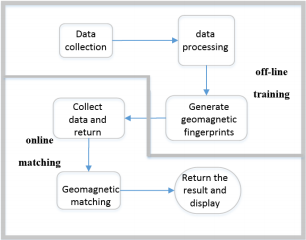 Data
collection
data
processing
off-line
training
Generate
geomagnetic
fingerprints
Collect
data and
return
online
matching
Geomagnetic
matching
Return the
result and
display